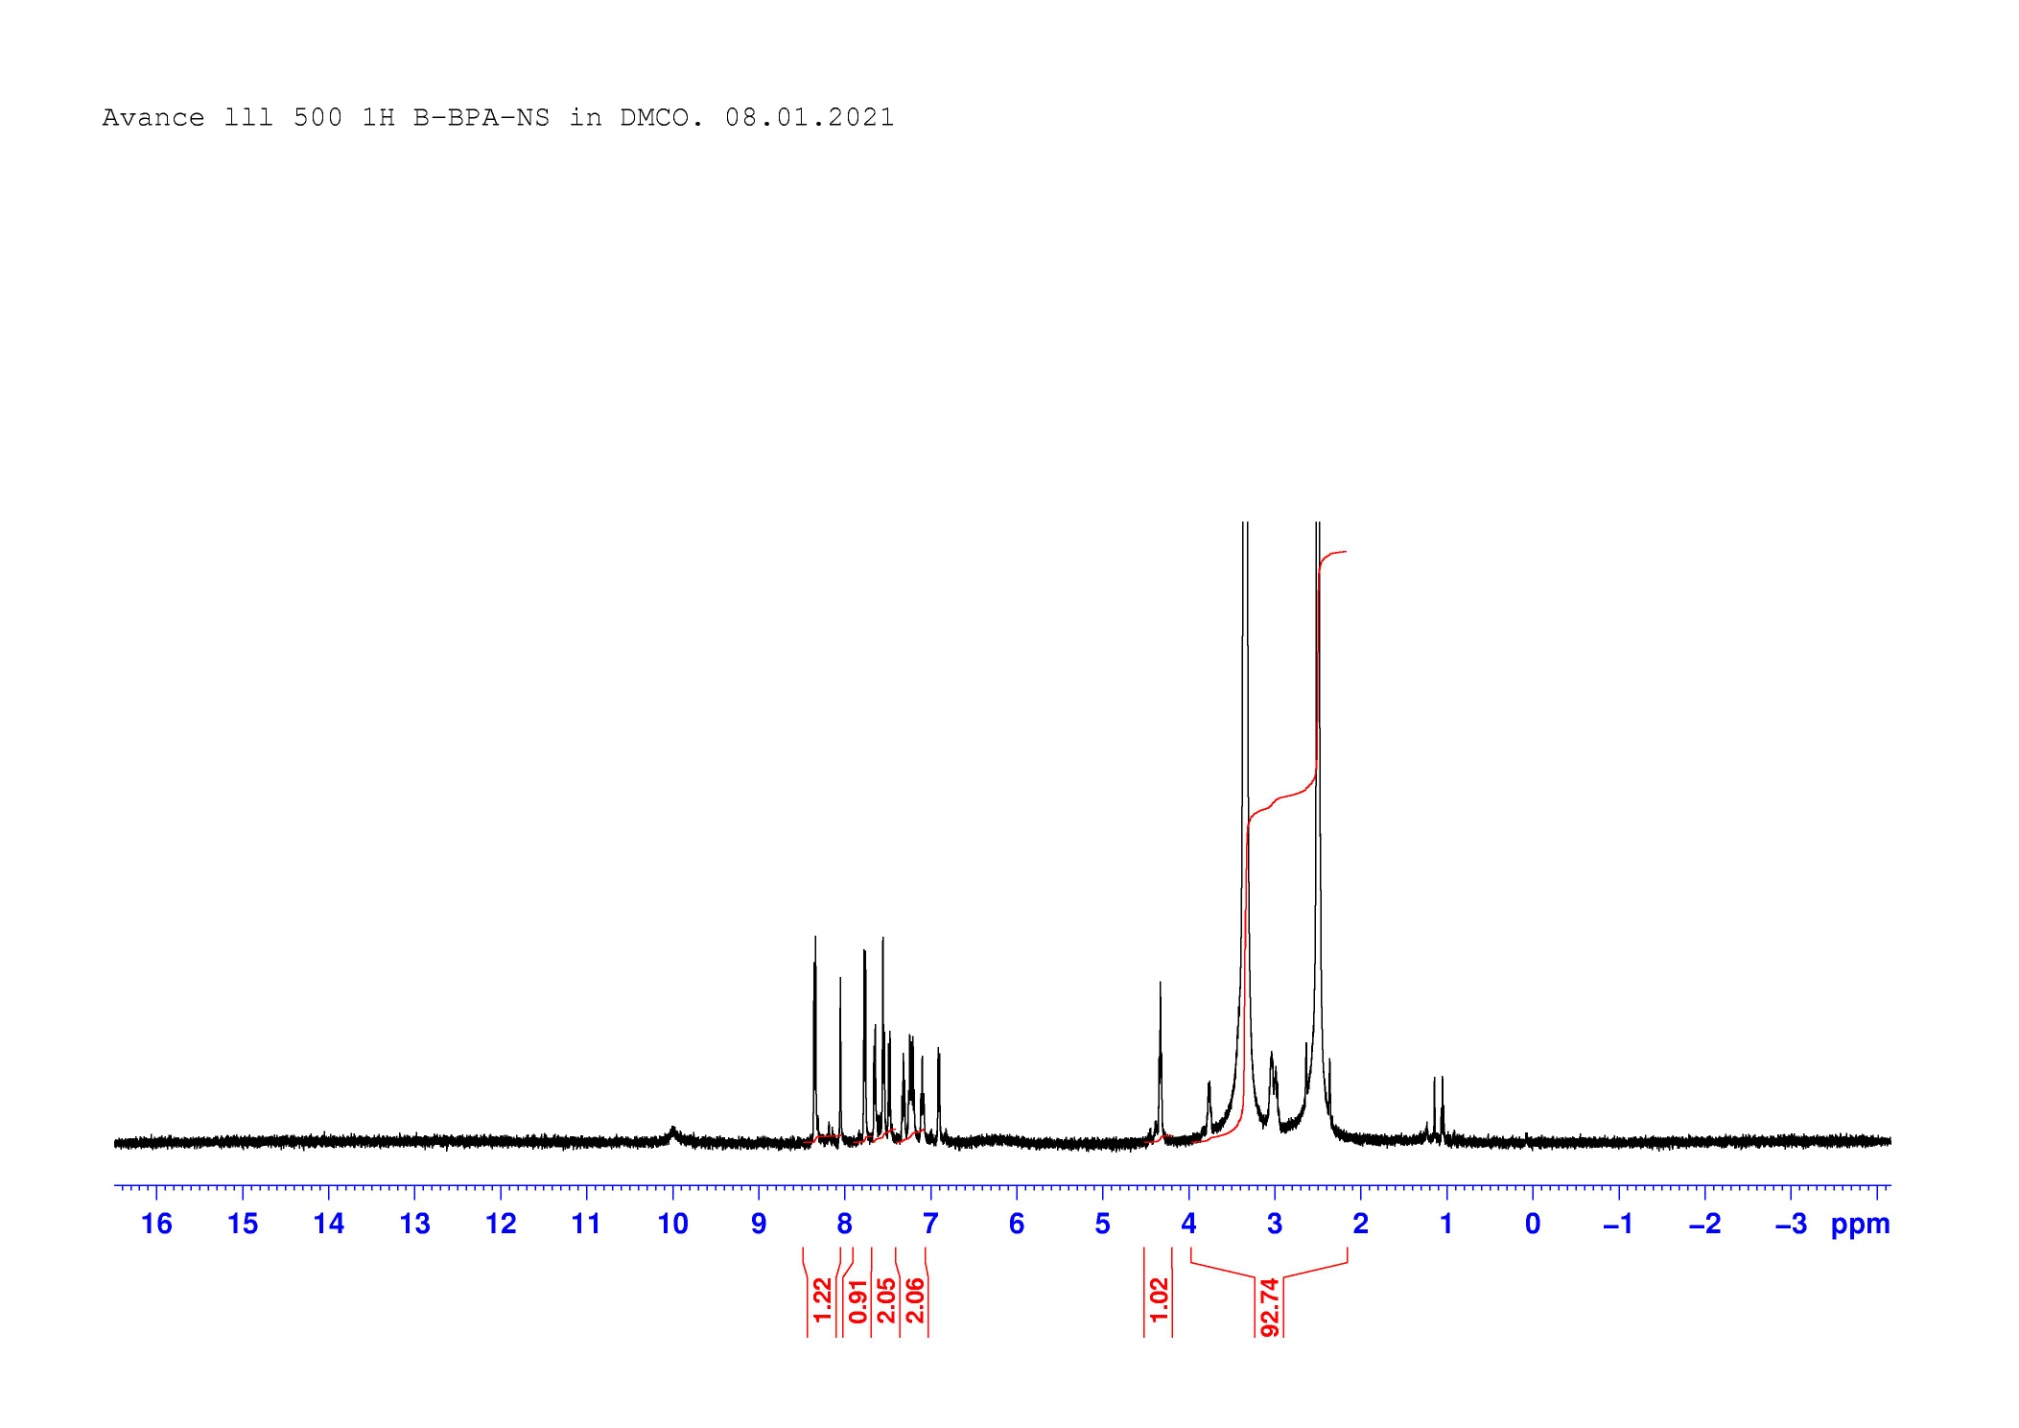 Avance lll 500 1H B-BPA-NS in DMCO. 08.01.2021
16 15 14 13 12 11 10 9 8 7 6 5 4 3 2 1 0 −1 −2 −3 ppm
1.22 0.91 2.05 2.06 1.02 92.74